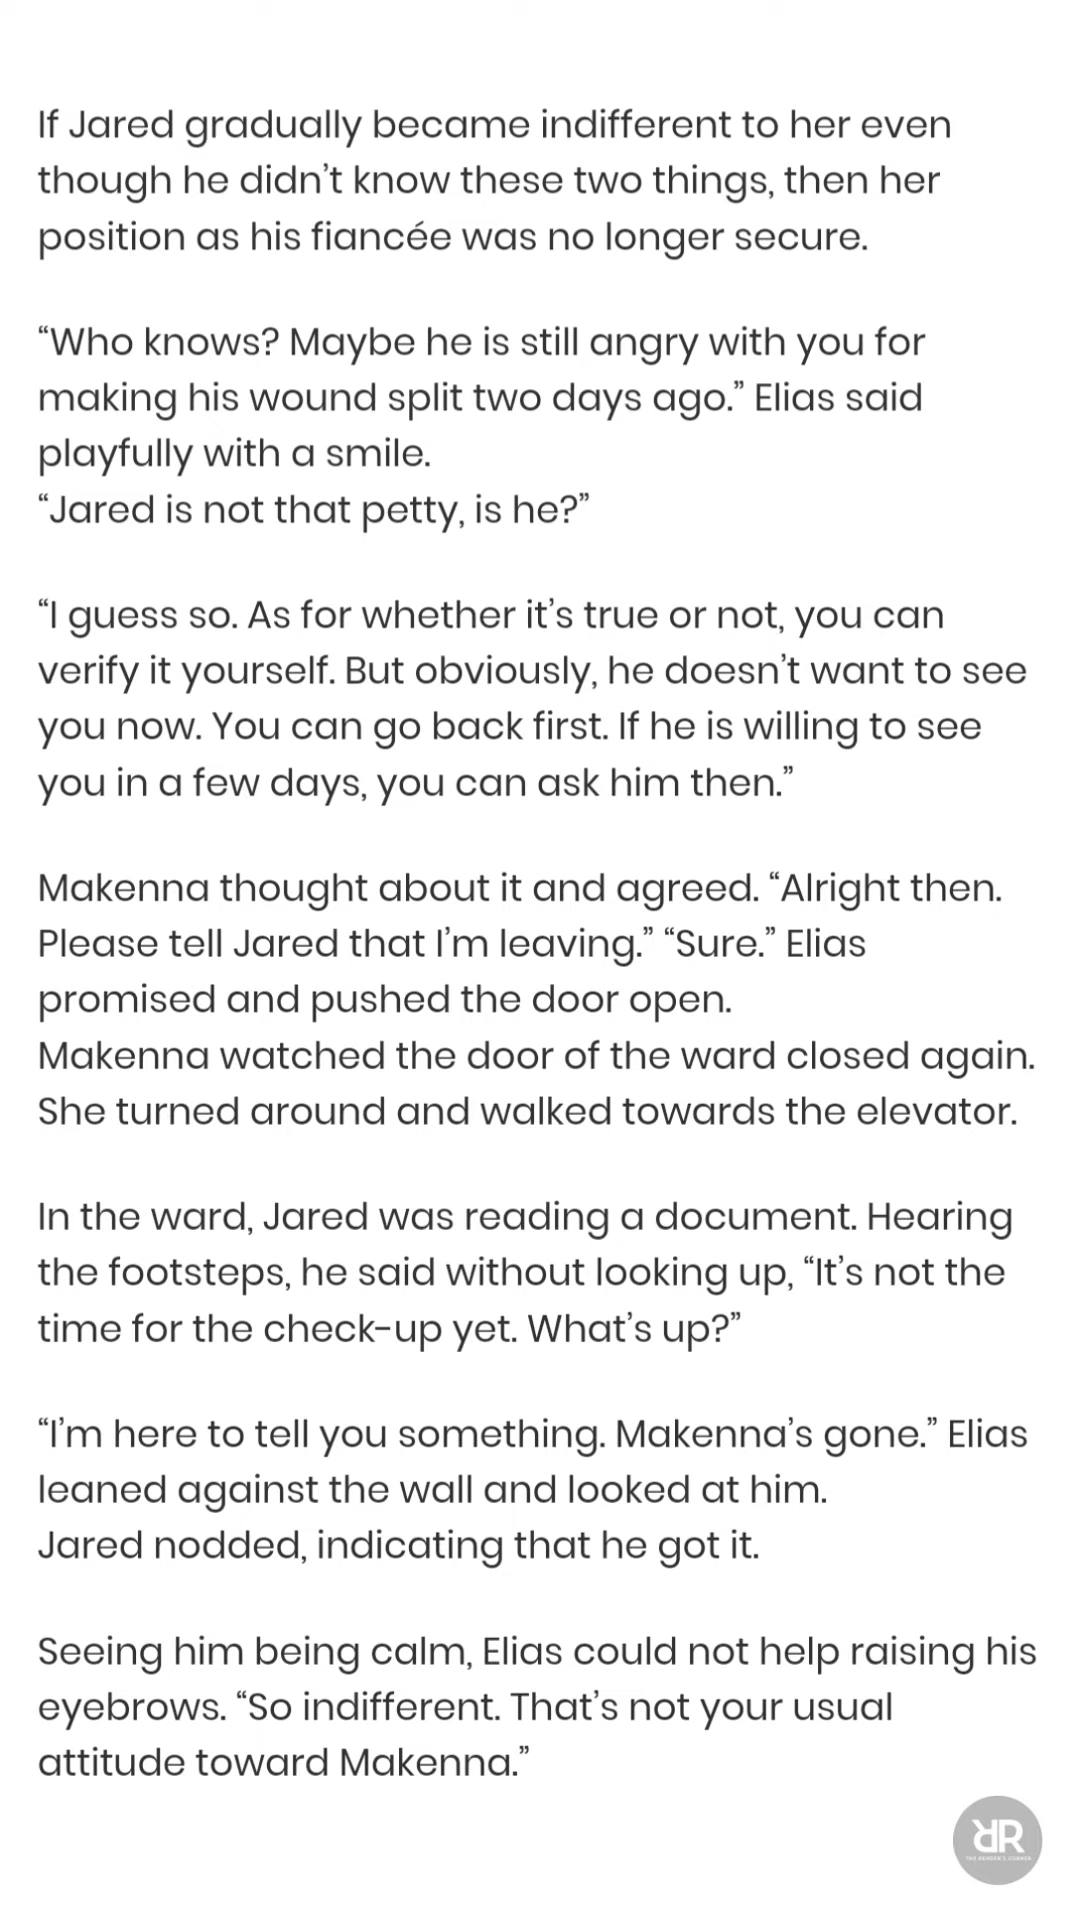 If Jared gradually became indifferent to her even
though he didn’t know these two things, then her
position as his fiancée was no longer secure.
“Who knows? Maybe he is still angry with you for
making his wound split two days ago.” Elias said
playfully with a smile.
“Jared is not that petty, is he?”
“I guess so. As for whether it’s true or not, you can
verify it yourself. But obviously, he doesn’t want to see
you now. You can go back first. If he is willing to see
you in a few days, you can ask him then.”
Makenna thought about it and agreed. “Alright then.
Please tell Jared that I’m leaving.” “Sure.” Elias
promised and pushed the door open.
Makenna watched the door of the ward closed again.
She turned around and walked towards the elevator.
In the ward, Jared was reading a document. Hearing
the footsteps, he said without looking up, “It’s not the
time for the check-up yet. What’s up?”
“I’m here to tell you something. Makenna’s gone.” Elias
leaned against the wall and looked at him.
Jared nodded, indicating that he got it.
Seeing him being calm, Elias could not help raising his
eyebrows. “So indifferent. That’s not your usual
attitude toward Makenna.”
RR
THE READER'S CORNER